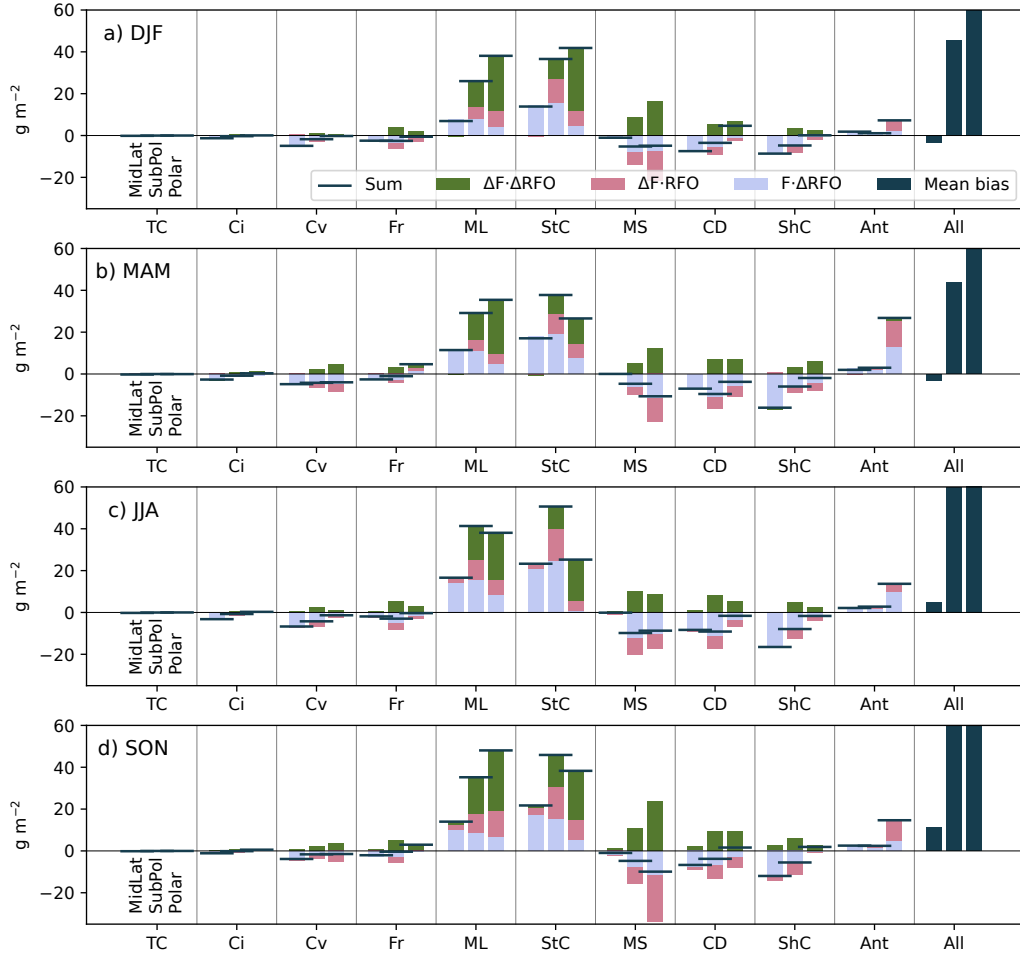 60
a) DJF
40
20
0
−20
g m⁻²
MidLat
SubPol
Polar
Sum
ΔF·ΔRFO
ΔF·RFO
F·ΔRFO
Mean bias
TC Ci Cv Fr ML StC MS CD ShC Ant All
60
b) MAM
40
20
0
−20
g m⁻²
MidLat
SubPol
Polar
TC Ci Cv Fr ML StC MS CD ShC Ant All
60
c) JJA
40
20
0
−20
g m⁻²
MidLat
SubPol
Polar
TC Ci Cv Fr ML StC MS CD ShC Ant All
60
d) SON
40
20
0
−20
g m⁻²
MidLat
SubPol
Polar
TC Ci Cv Fr ML StC MS CD ShC Ant All